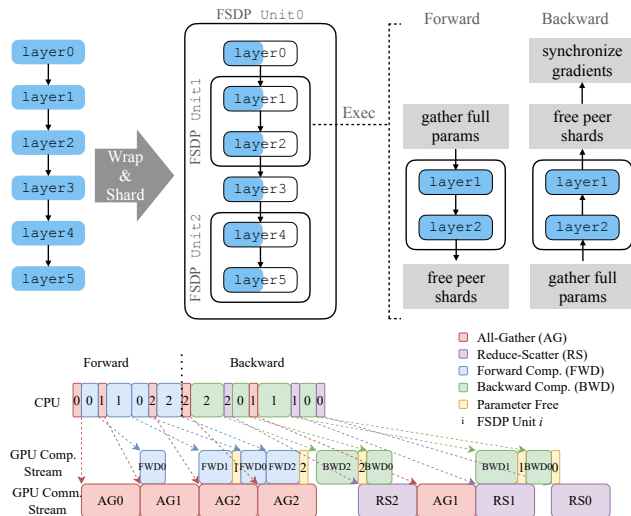 FSDP Unit0
Forward
Backward
layer0
layer1
layer2
layer3
layer4
layer5
Wrap
&
Shard
layer0
FSDP Unit1
layer1
layer2
layer3
FSDP Unit2
layer4
layer5
Exec
gather full
params
layer1
layer2
free peer
shards
synchronize
gradients
free peer
shards
layer1
layer2
gather full
params
All-Gather (AG)
Reduce-Scatter (RS)
Forward Comp. (FWD)
Backward Comp. (BWD)
Parameter Free
i FSDP Unit i
Forward Backward
CPU 0 0 1 1 0 2 2 2 2 2 0 1 1 1 0 0
GPU Comp.
Stream
FWD0 FWD1 1 FWD0 FWD2 2 BWD2 2 BWD0 BWD1 1 BWD0 0
GPU Comm.
Stream
AG0 AG1 AG2 AG2 RS2 AG1 RS1 RS0